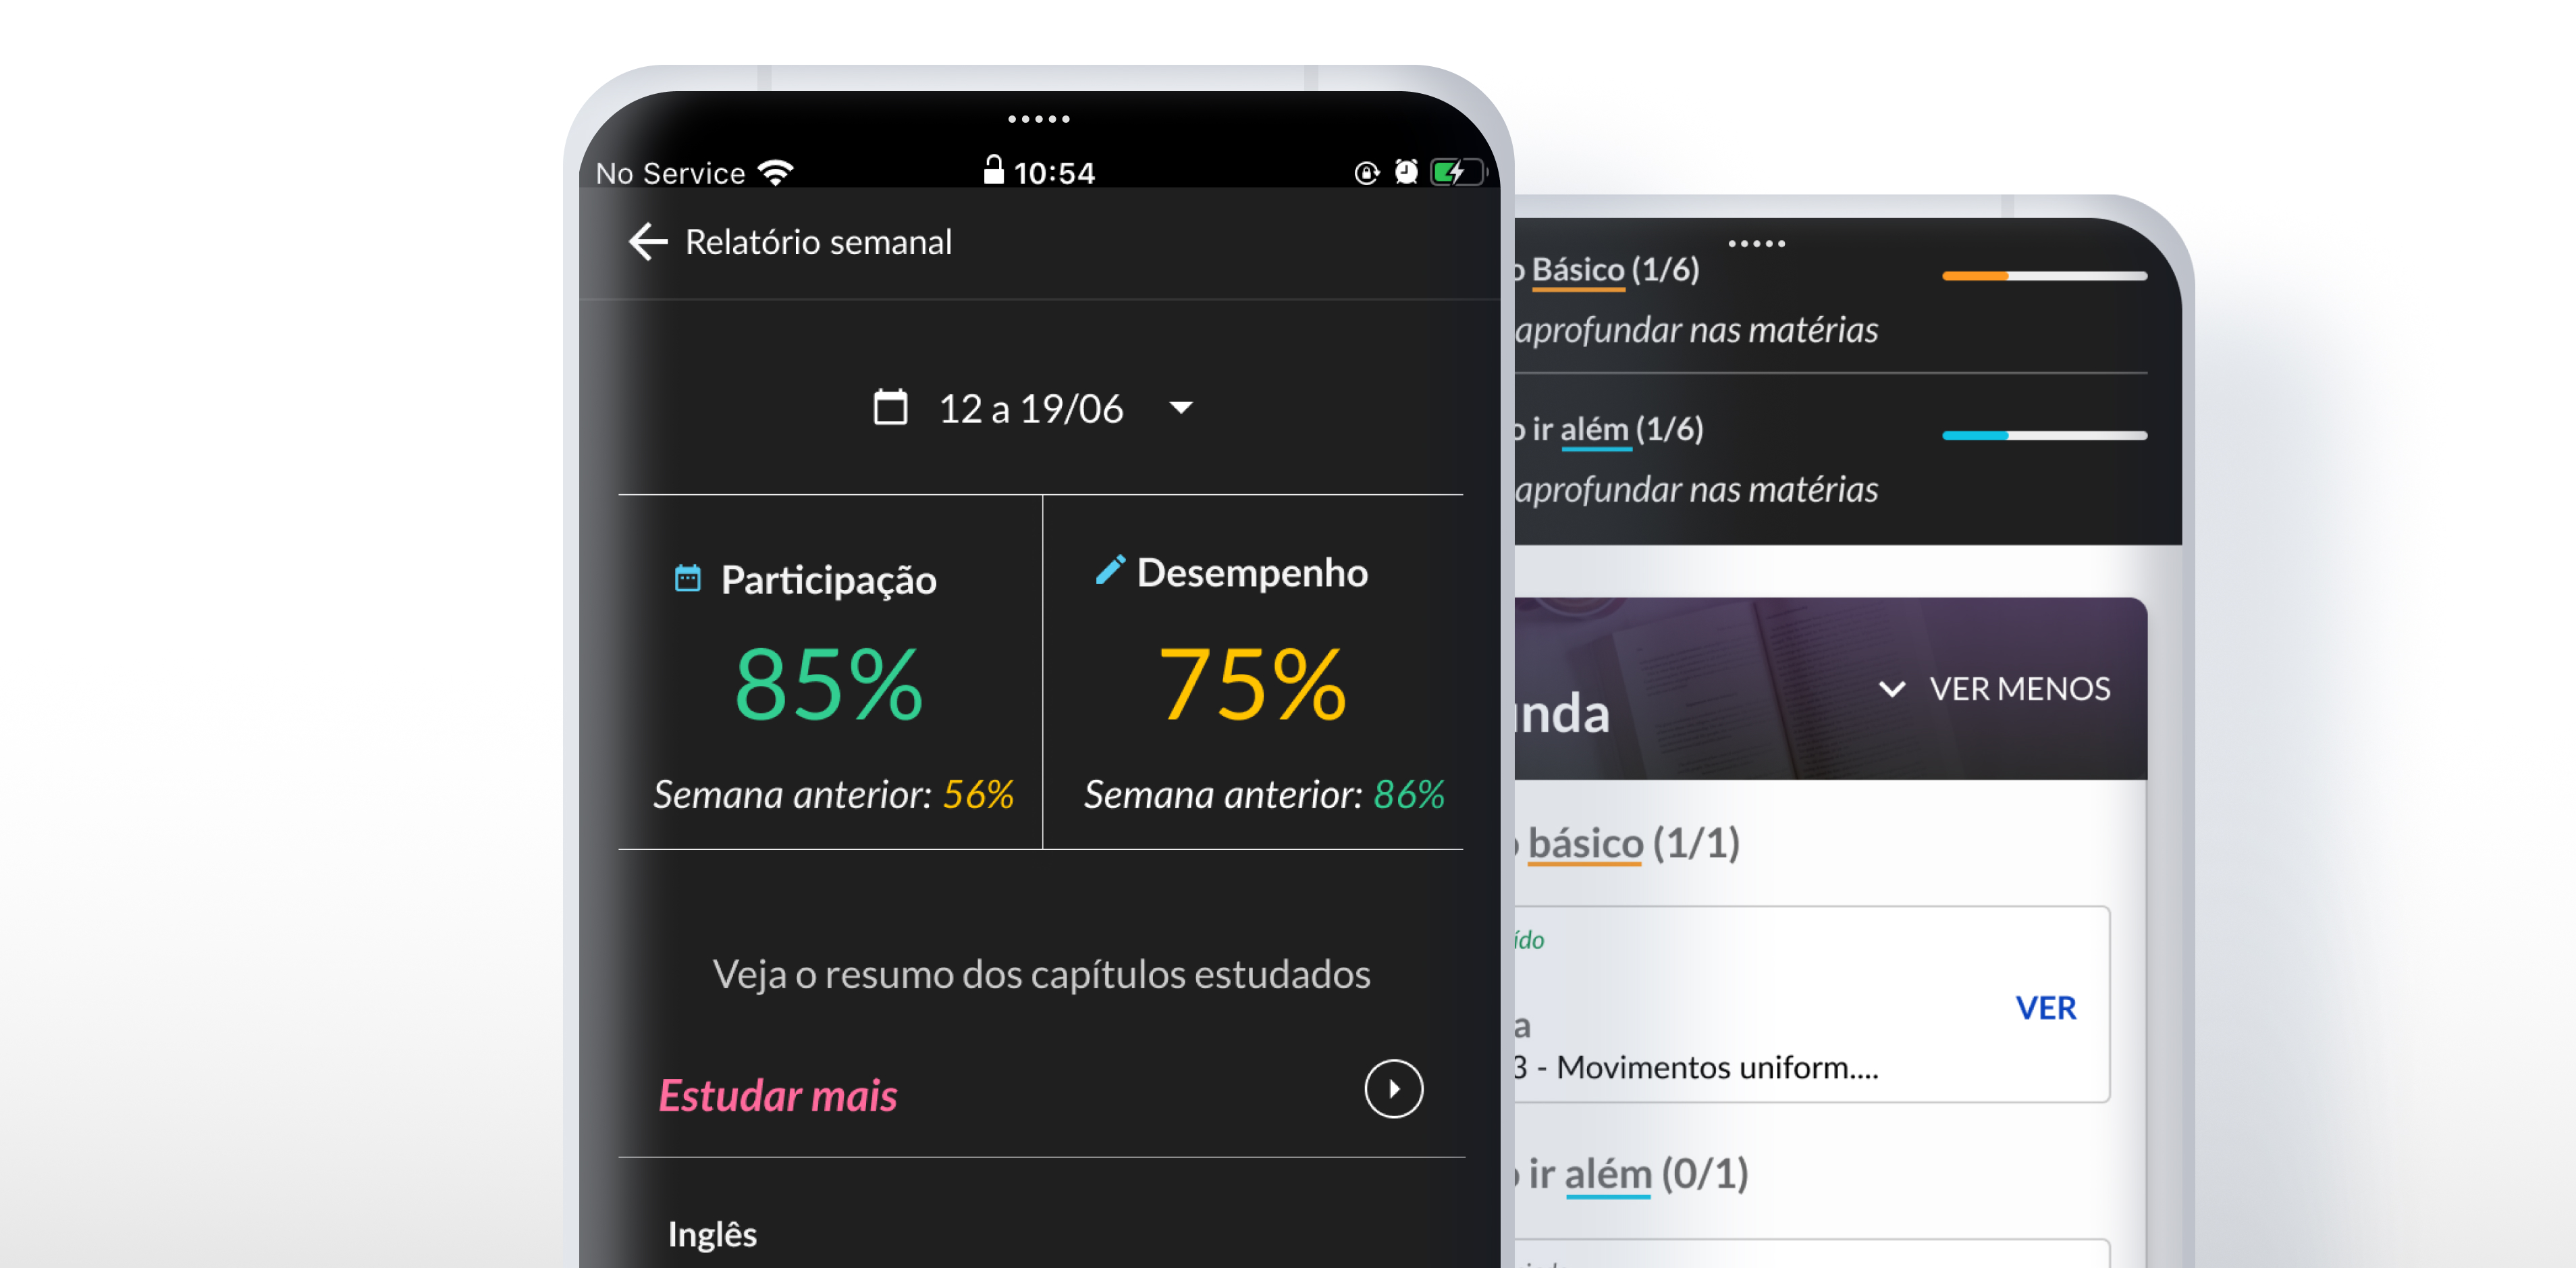 No Service 10:54
Relatório semanal
12 a 19/06
Participação
85%
Semana anterior: 56%
Desempenho
75%
Semana anterior: 86%
Veja o resumo dos capítulos estudados
Estudar mais
Inglês
o Básico (1/6)
aprofundar nas matérias
o ir além (1/6)
aprofundar nas matérias
VER MENOS
básico (1/1)
VER
3 - Movimentos uniform....
ir além (0/1)